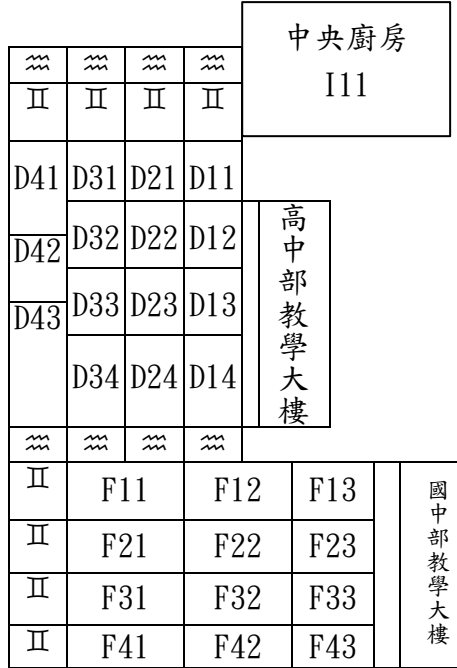 中央廚房
I11
♒ ♒ ♒ ♒
♊ ♊ ♊ ♊
D41 D31 D21 D11
D42 D32 D22 D12
D43 D33 D23 D13
D34 D24 D14
高中部教學大樓
♒ ♒ ♒ ♒
♊ F11 F12 F13
♊ F21 F22 F23
♊ F31 F32 F33
♊ F41 F42 F43
國中部教學大樓